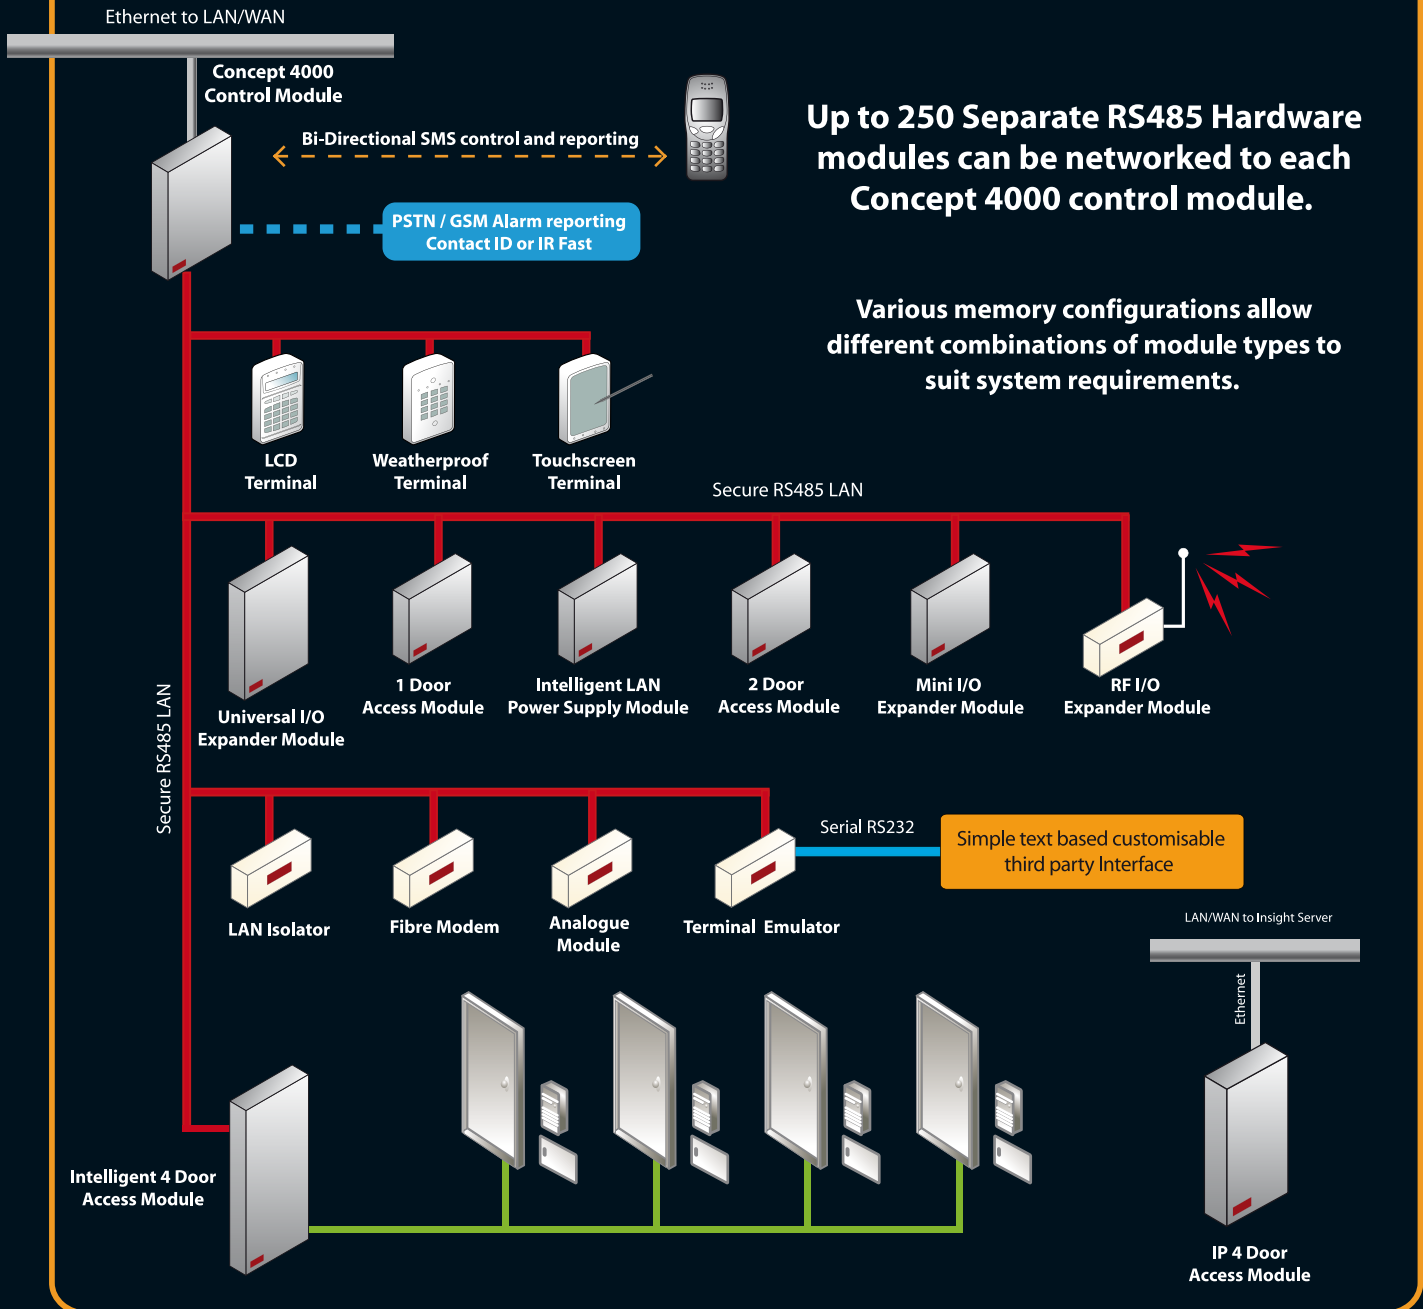 Ethernet to LAN/WAN
Concept 4000
Control Module
Bi-Directional SMS control and reporting
PSTN / GSM Alarm reporting
Contact ID or IR Fast
Up to 250 Separate RS485 Hardware
modules can be networked to each
Concept 4000 control module.
Various memory configurations allow
different combinations of module types to
suit system requirements.
LCD
Terminal
Weatherproof
Terminal
Touchscreen
Terminal
Secure RS485 LAN
Universal I/O
Expander Module
1 Door
Access Module
Intelligent LAN
Power Supply Module
2 Door
Access Module
Mini I/O
Expander Module
RF I/O
Expander Module
Secure RS485 LAN
LAN Isolator
Fibre Modem
Analogue
Module
Terminal Emulator
Serial RS232
Simple text based customisable
third party Interface
LAN/WAN to Insight Server
Ethernet
Intelligent 4 Door
Access Module
IP 4 Door
Access Module